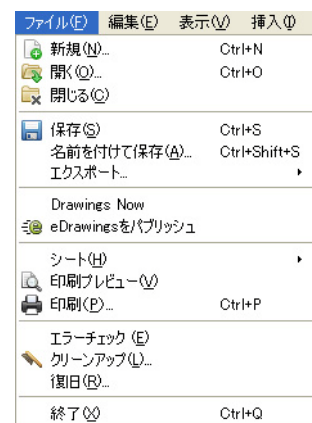 ファイル(F) 編集(E) 表示(V) 挿入(I)
新規(N)... Ctrl+N
開く(O)... Ctrl+O
閉じる(C)
保存(S) Ctrl+S
名前を付けて保存(A)... Ctrl+Shift+S
エクスポート...
Drawings Now
eDrawingsをパブリッシュ
シート(H)
印刷プレビュー(V)
印刷(P)... Ctrl+P
エラーチェック (E)
クリーンアップ(L)...
復旧(R)...
終了(X) Ctrl+Q